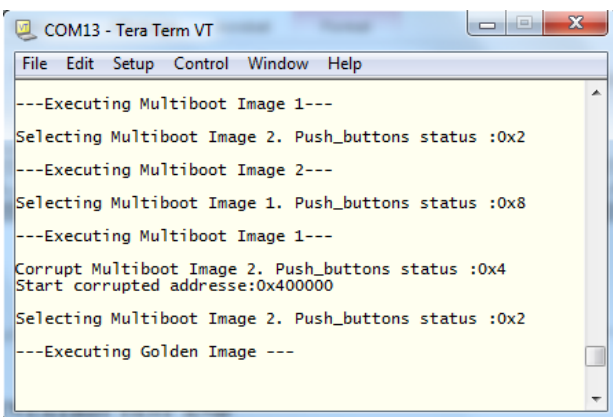 COM13 - Tera Term VT
File Edit Setup Control Window Help
---Executing Multiboot Image 1---
Selecting Multiboot Image 2. Push_buttons status :0x2
---Executing Multiboot Image 2---
Selecting Multiboot Image 1. Push_buttons status :0x8
---Executing Multiboot Image 1---
Corrupt Multiboot Image 2. Push_buttons status :0x4
Start corrupted addresse:0x400000
Selecting Multiboot Image 2. Push_buttons status :0x2
---Executing Golden Image ---